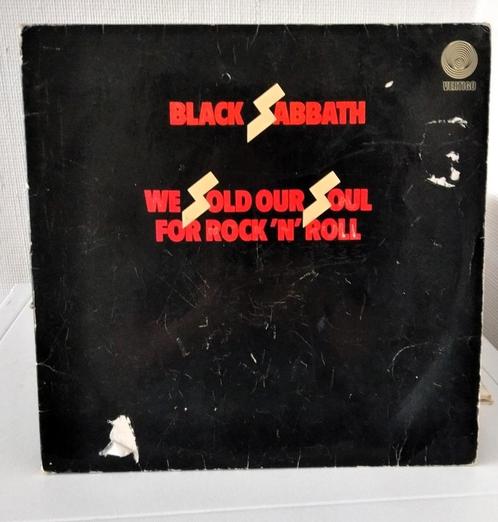 VERTIGO
BLACK SABBATH
WE SOLD OUR SOUL
FOR ROCK 'N' ROLL